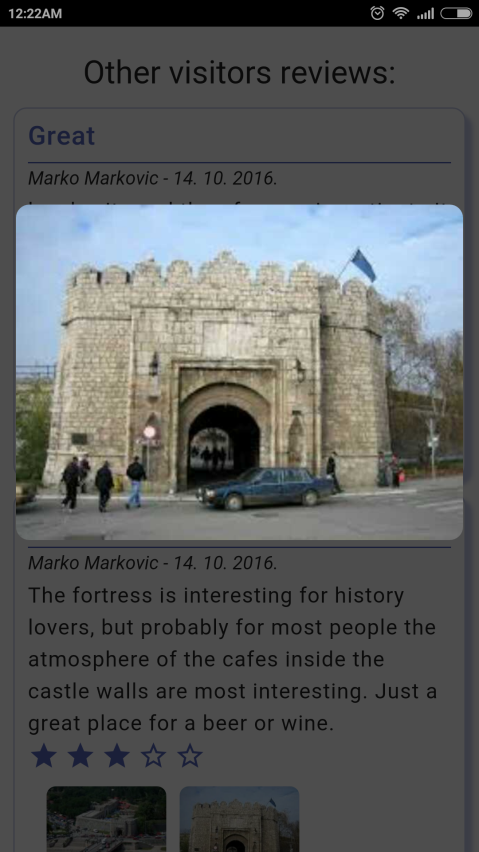 12:22AM
Other visitors reviews:
Great
Marko Markovic - 14. 10. 2016.
Marko Markovic - 14. 10. 2016.
The fortress is interesting for history
lovers, but probably for most people the
atmosphere of the cafes inside the
castle walls are most interesting. Just a
great place for a beer or wine.